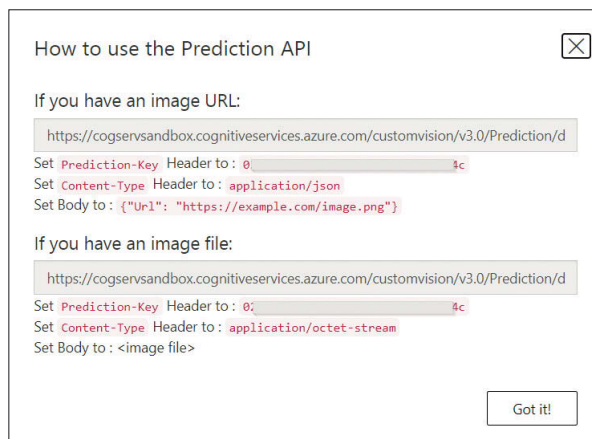 How to use the Prediction API
If you have an image URL:
https://cogservsandbox.cognitiveservices.azure.com/customvision/v3.0/Prediction/d
Set Prediction-Key Header to : 0 4c
Set Content-Type Header to : application/json
Set Body to : {"Url": "https://example.com/image.png"}
If you have an image file:
https://cogservsandbox.cognitiveservices.azure.com/customvision/v3.0/Prediction/d
Set Prediction-Key Header to : 02 4c
Set Content-Type Header to : application/octet-stream
Set Body to : <image file>
Got it!